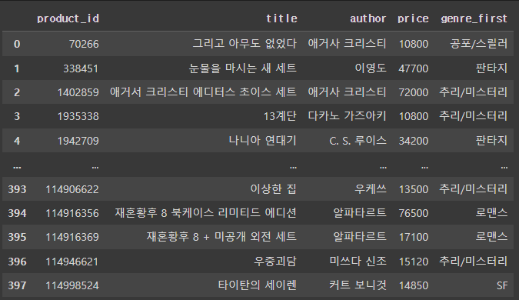 product_id title author price genre_first
0 70266 그리고 아무도 없었다 애거사 크리스티 10800 공포/스릴러
1 338451 눈물을 마시는 새 세트 이영도 47700 판타지
2 1402859 애거서 크리스티 에디터스 초이스 세트 애거사 크리스티 72000 추리/미스터리
3 1935338 13계단 다카노 가즈아키 10800 추리/미스터리
4 1942709 나니아 연대기 C. S. 루이스 34200 판타지
... ... ... ... ... ...
393 114906622 이상한 집 우케쓰 13500 추리/미스터리
394 114916356 재혼황후 8 북케이스 리미티드 에디션 알파타르트 76500 로맨스
395 114916369 재혼황후 8 + 미공개 외전 세트 알파타르트 17100 로맨스
396 114946621 우중괴담 미쓰다 신조 15120 추리/미스터리
397 114998524 타이탄의 세이렌 커트 보니것 14850 SF